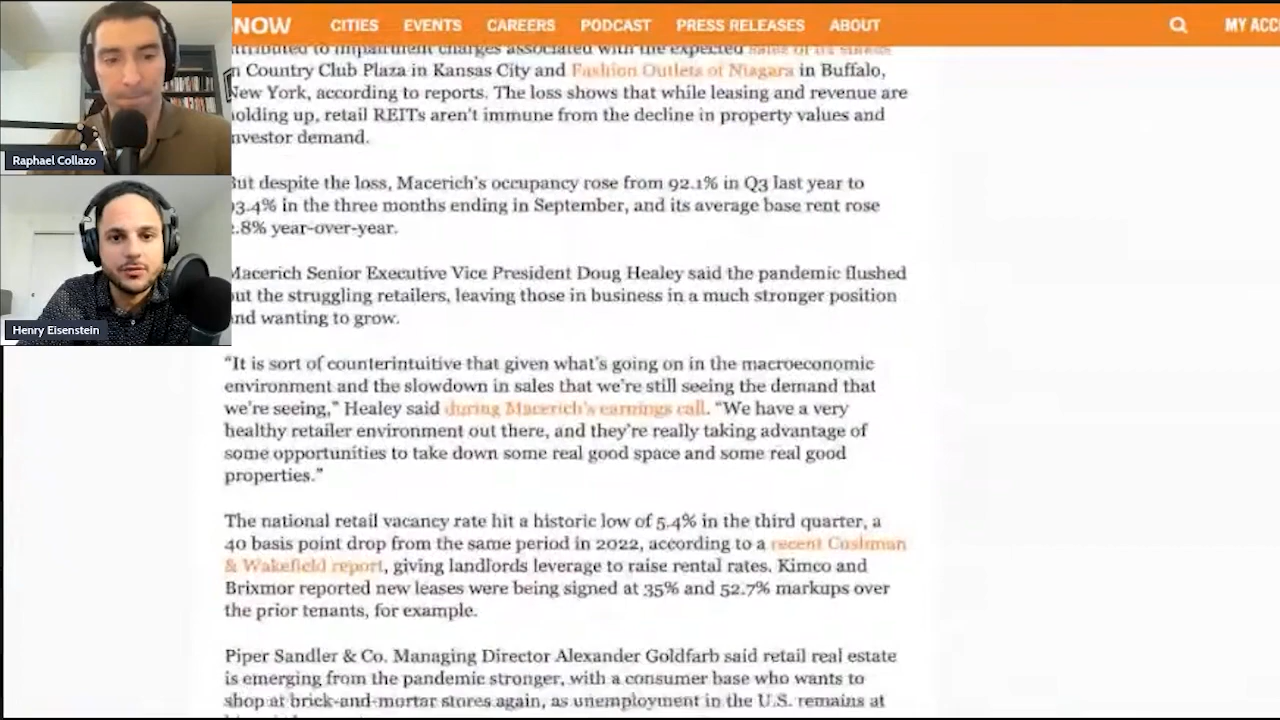 NOW CITIES EVENTS CAREERS PODCAST PRESS RELEASES ABOUT MY ACC
impairment charges associated with the expected
Country Club Plaza in Kansas City and Fashion Outlets of Niagara in Buffalo,
New York, according to reports. The loss shows that while leasing and revenue are
olding up, retail REITs aren't immune from the decline in property values and
nvestor demand.
But despite the loss, Macerich's occupancy rose from 92.1% in Q3 last year to
93.4% in the three months ending in September, and its average base rent rose
.8% year-over-year.
Macerich Senior Executive Vice President Doug Healey said the pandemic flushed
out the struggling retailers, leaving those in business in a much stronger position
and wanting to grow.
“It is sort of counterintuitive that given what's going on in the macroeconomic
environment and the slowdown in sales that we're still seeing the demand that
we're seeing,” Healey said during Macerich's earnings call. “We have a very
healthy retailer environment out there, and they're really taking advantage of
some opportunities to take down some real good space and some real good
properties.”
The national retail vacancy rate hit a historic low of 5.4% in the third quarter, a
40 basis point drop from the same period in 2022, according to a recent Cushman
& Wakefield report, giving landlords leverage to raise rental rates. Kimco and
Brixmor reported new leases were being signed at 35% and 52.7% markups over
the prior tenants, for example.
Piper Sandler & Co. Managing Director Alexander Goldfarb said retail real estate
is emerging from the pandemic stronger, with a consumer base who wants to
shop at brick-and-mortar stores again, as unemployment in the U.S. remains at
Raphael Collazo
Henry Eisenstein